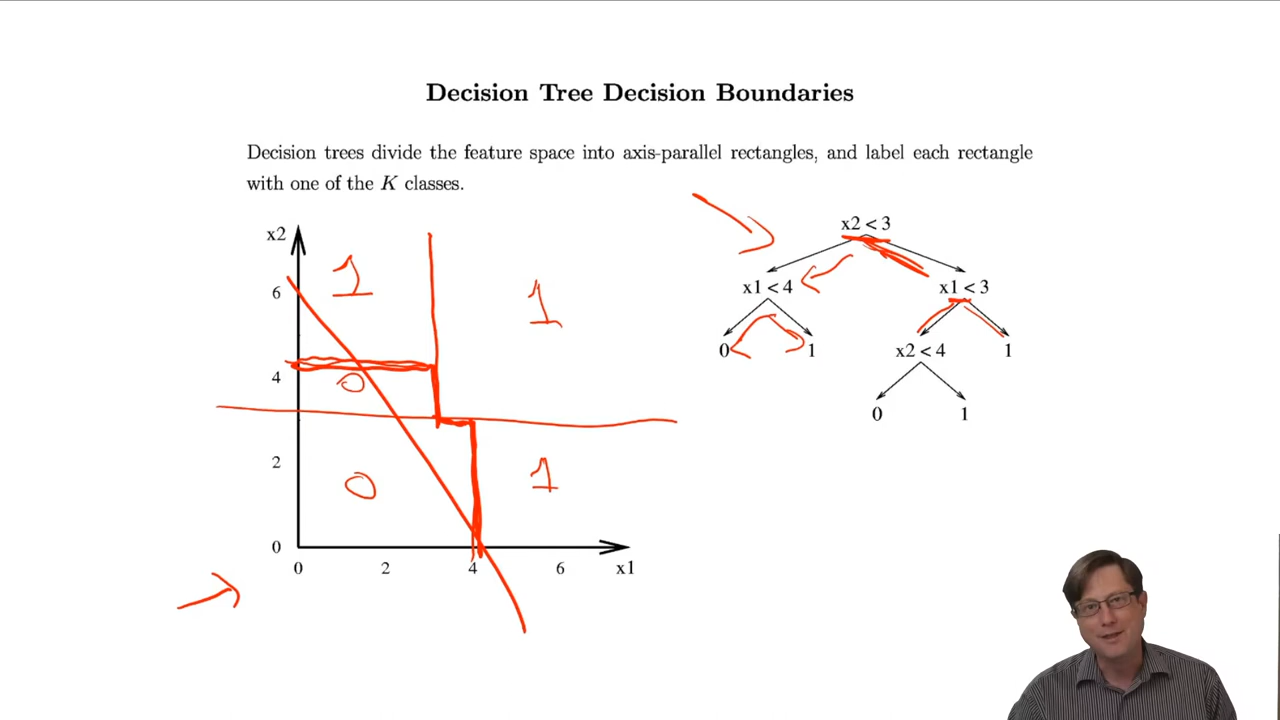 Decision Tree Decision Boundaries
Decision trees divide the feature space into axis-parallel rectangles, and label each rectangle
with one of the K classes.
x2
6
4
2
0
0 2 4 6 x1
1
1
0
0
1
x2 < 3
x1 < 4 x1 < 3
0 1 x2 < 4 1
0 1